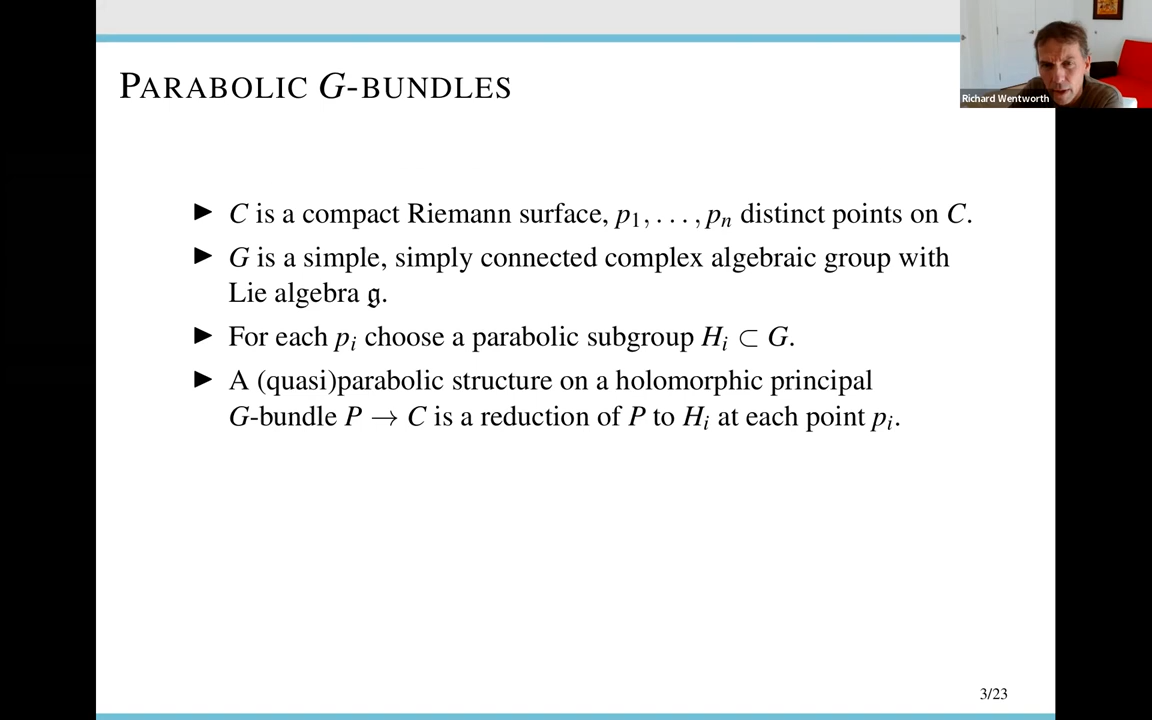 PARABOLIC G-BUNDLES
Richard Wentworth
▶ C is a compact Riemann surface, p₁, . . . , pₙ distinct points on C.
▶ G is a simple, simply connected complex algebraic group with
Lie algebra 𝔤.
▶ For each pᵢ choose a parabolic subgroup Hᵢ ⊂ G.
▶ A (quasi)parabolic structure on a holomorphic principal
G-bundle P → C is a reduction of P to Hᵢ at each point pᵢ.
3/23